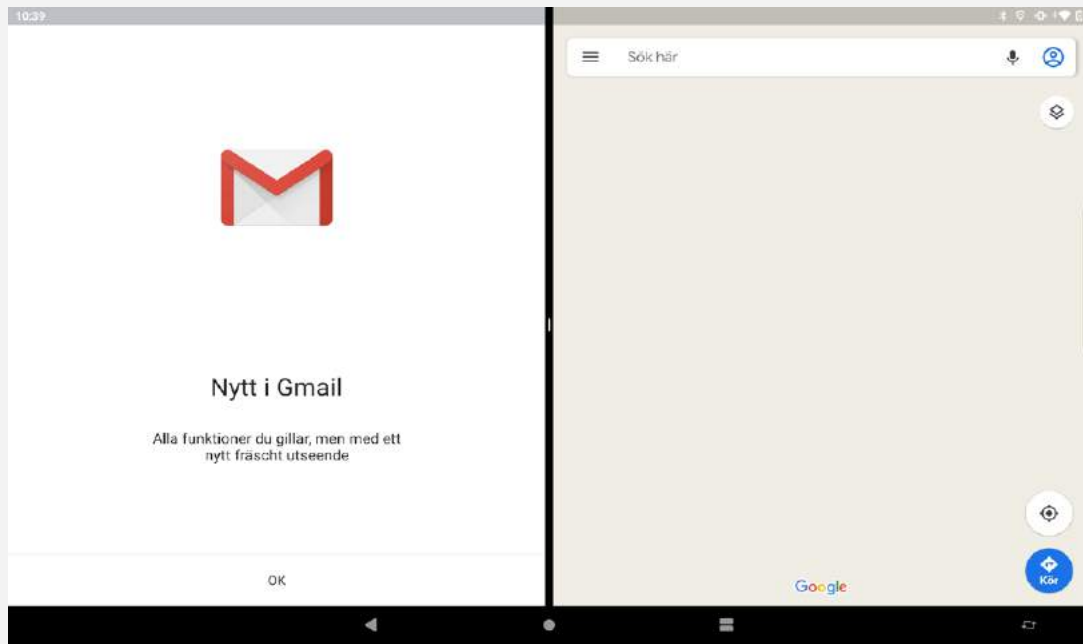 10:39
Sök här
Nytt i Gmail
Alla funktioner du gillar, men med ett
nytt fräscht utseende
OK
Google
Kör